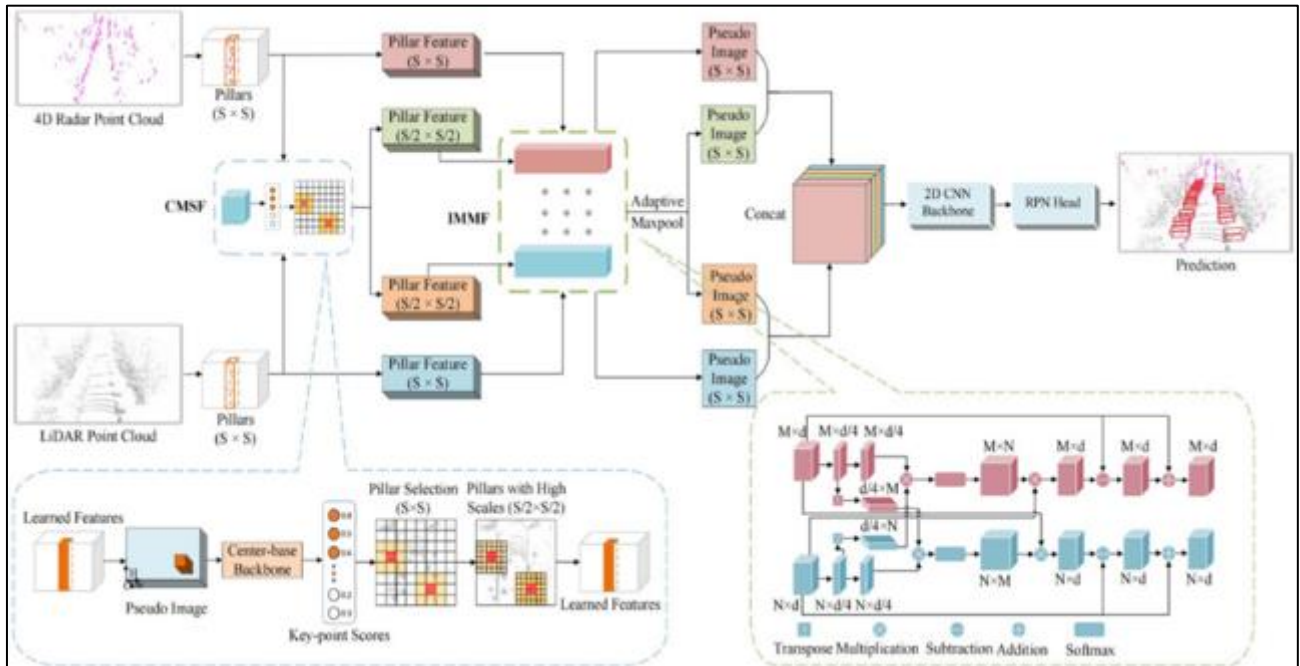 4D Radar Point Cloud
Pillars
(S × S)
Pillar Feature
(S × S)
Pillar Feature
(S/2 × S/2)
CMSF
IMMF
Pillar Feature
(S/2 × S/2)
Pillar Feature
(S × S)
LiDAR Point Cloud
Pillars
(S × S)
Pseudo
Image
(S × S)
Pseudo
Image
(S × S)
Adaptive
Maxpool
Pseudo
Image
(S × S)
Pseudo
Image
(S × S)
Concat
2D CNN
Backbone
RPN Head
Prediction
Learned Features
Pseudo Image
Center-base
Backbone
Key-point Scores
Pillar Selection
(S×S)
Pillars with High
Scales (S/2×S/2)
Learned Features
M×d M×d/4 M×d/4 M×N M×d M×d M×d
d/4×M
d/4×N
N×d N×d/4 N×d/4 N×M N×d N×d N×d
Transpose Multiplication Subtraction Addition Softmax